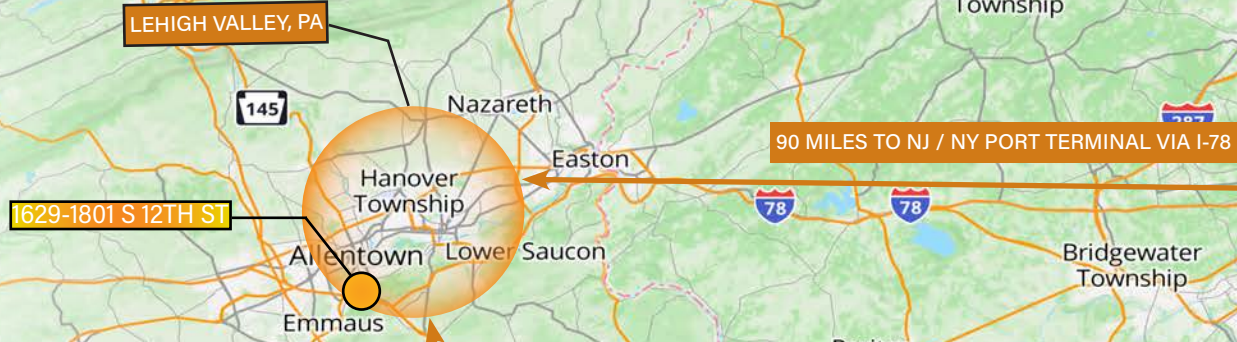 Township
LEHIGH VALLEY, PA
145
Nazareth
287
90 MILES TO NJ / NY PORT TERMINAL VIA I-78
Easton
Hanover
Township
78
78
1629-1801 S 12TH ST
Allentown
Lower Saucon
Bridgewater
Township
Emmaus